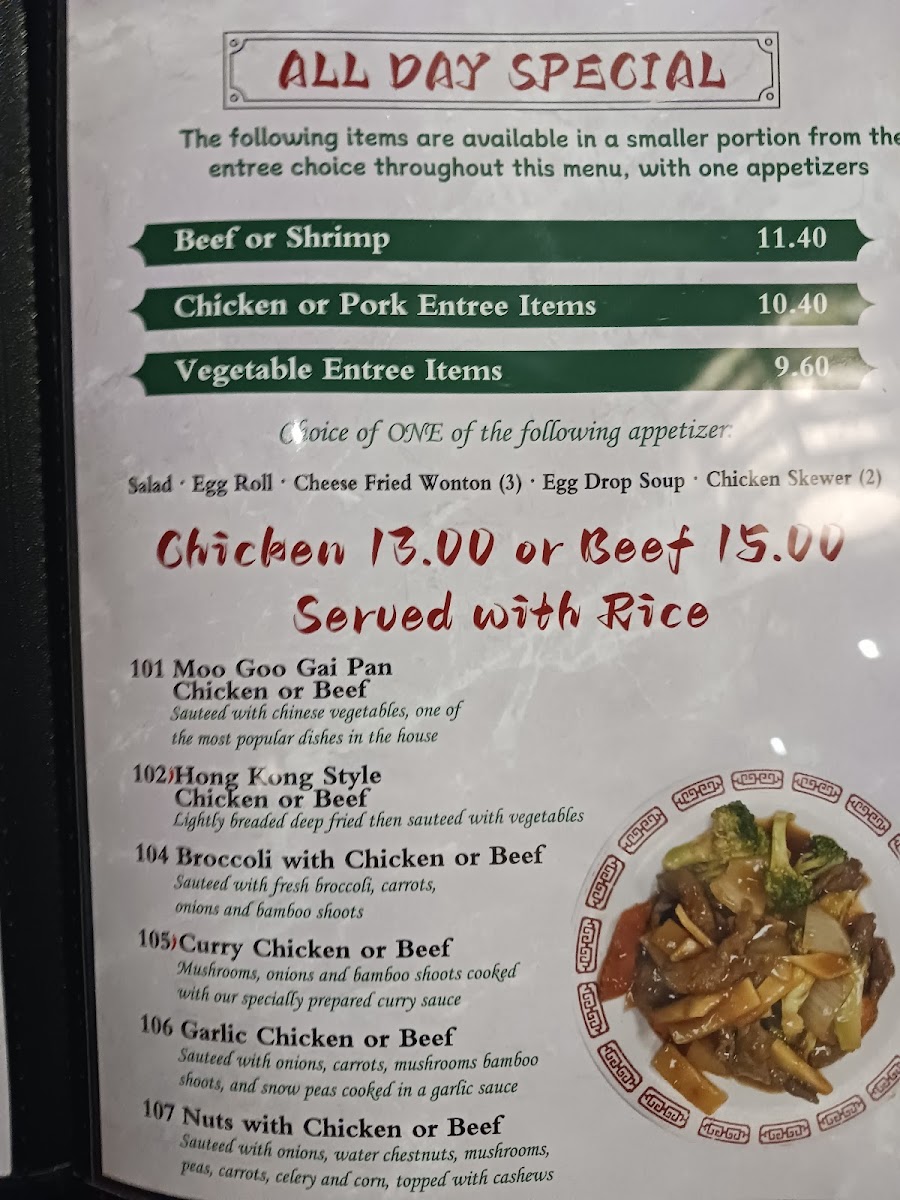 ALL DAY SPECIAL
The following items are available in a smaller portion from the
entree choice throughout this menu, with one appetizers
Beef or Shrimp 11.40
Chicken or Pork Entree Items 10.40
Vegetable Entree Items 9.60
Choice of ONE of the following appetizer:
Salad · Egg Roll · Cheese Fried Wonton (3) · Egg Drop Soup · Chicken Skewer (2)
Chicken 13.00 or Beef 15.00
Served with Rice
101 Moo Goo Gai Pan
Chicken or Beef
Sauteed with chinese vegetables, one of
the most popular dishes in the house
102 Hong Kong Style
Chicken or Beef
Lightly breaded deep fried then sauteed with vegetables
104 Broccoli with Chicken or Beef
Sauteed with fresh broccoli, carrots,
onions and bamboo shoots
105 Curry Chicken or Beef
Mushrooms, onions and bamboo shoots cooked
with our specially prepared curry sauce
106 Garlic Chicken or Beef
Sauteed with onions, carrots, mushrooms bamboo
shoots, and snow peas cooked in a garlic sauce
107 Nuts with Chicken or Beef
Sauteed with onions, water chestnuts, mushrooms,
peas, carrots, celery and corn, topped with cashews